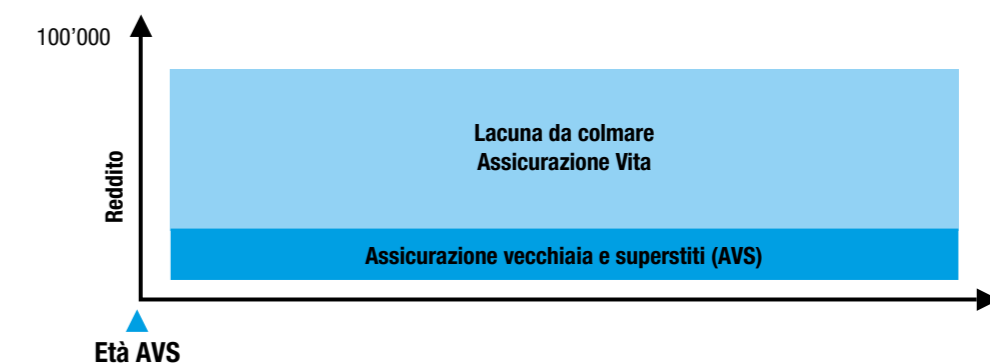 100’000
Reddito
Lacuna da colmare
Assicurazione Vita
Assicurazione vecchiaia e superstiti (AVS)
Età AVS